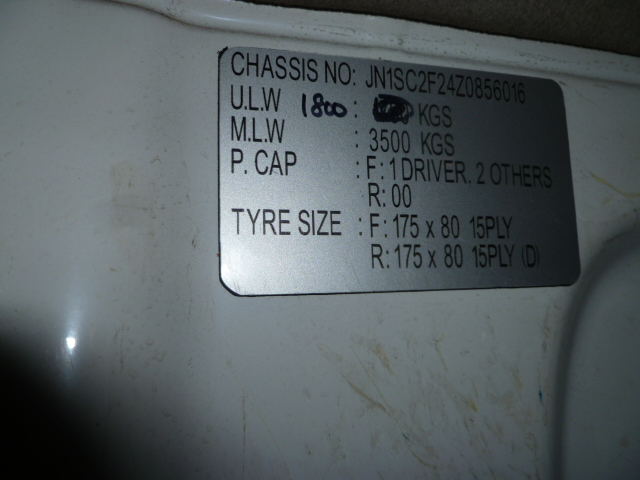 CHASSIS NO: JN1SC2F24Z0856016
U.L.W 1800 : KGS
M.L.W : 3500 KGS
P. CAP : F: 1 DRIVER, 2 OTHERS
R: 00
TYRE SIZE : F: 175 x 80 15PLY
R: 175 x 80 15PLY (D)